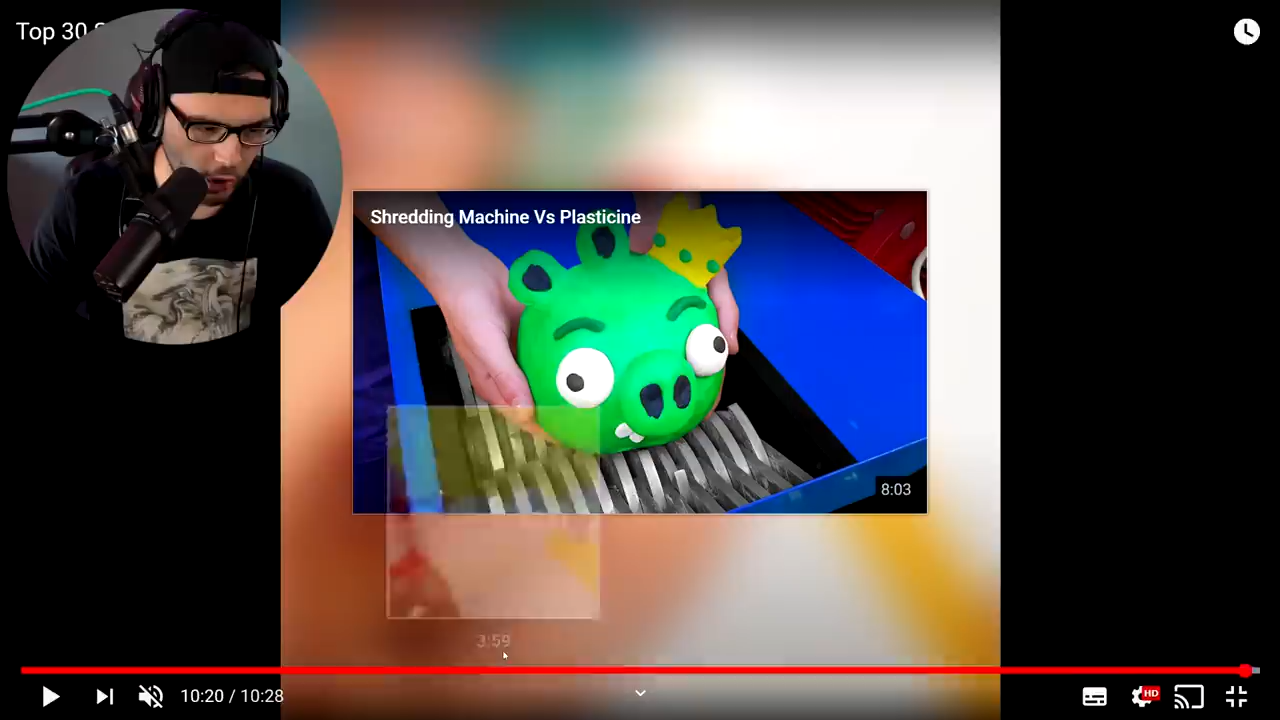 Top 30
Shredding Machine Vs Plasticine
8:03
3:59
10:20 / 10:28
HD